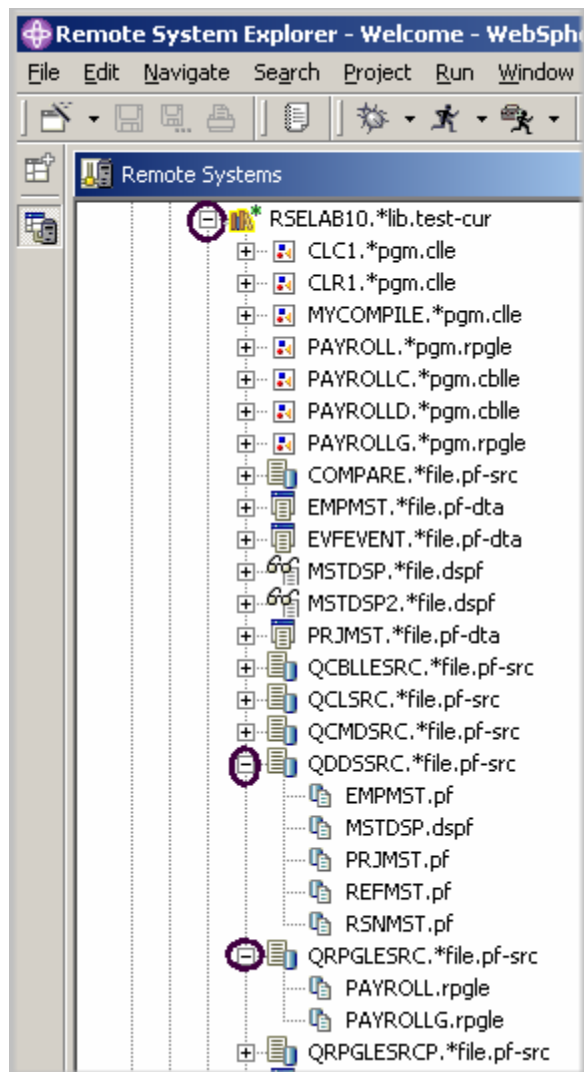 Remote System Explorer - Welcome - WebSphe
File Edit Navigate Search Project Run Window
Remote Systems
RSELAB10.*lib.test-cur
CLC1.*pgm.clle
CLR1.*pgm.clle
MYCOMPILE.*pgm.clle
PAYROLL.*pgm.rpgle
PAYROLLC.*pgm.cblle
PAYROLLD.*pgm.cblle
PAYROLLG.*pgm.rpgle
COMPARE.*file.pf-src
EMPMST.*file.pf-dta
EVFEVENT.*file.pf-dta
MSTDSP.*file.dspf
MSTDSP2.*file.dspf
PRJMST.*file.pf-dta
QCBLLESRC.*file.pf-src
QCLSRC.*file.pf-src
QCMDSRC.*file.pf-src
QDDSSRC.*file.pf-src
EMPMST.pf
MSTDSP.dspf
PRJMST.pf
REFMST.pf
RSNMST.pf
QRPGLESRC.*file.pf-src
PAYROLL.rpgle
PAYROLLG.rpgle
QRPGLESRCP.*file.pf-src